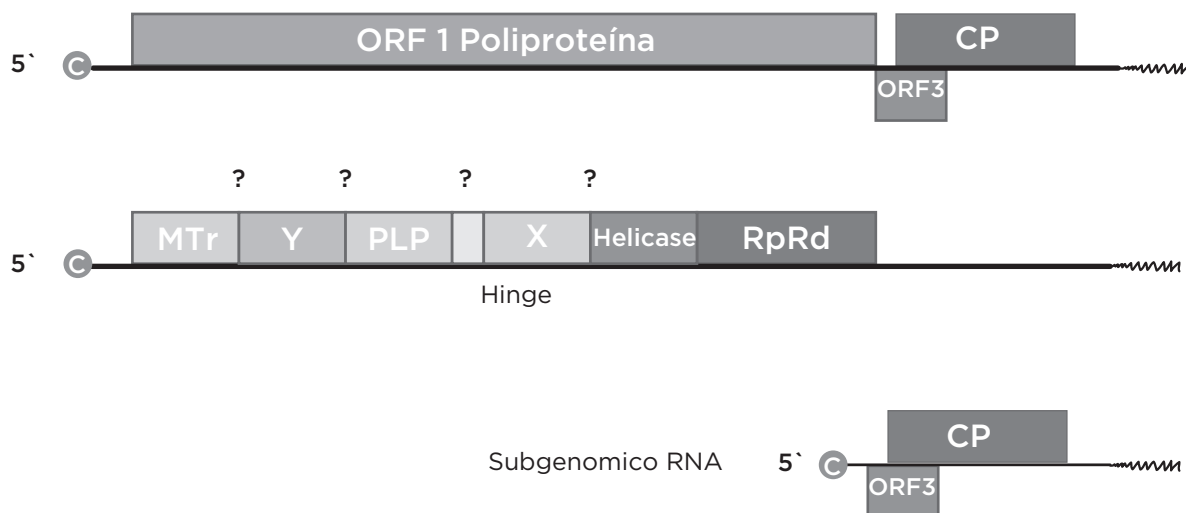 ORF 1 Poliproteína
CP
5` C
ORF3
? ? ? ?
MTr Y PLP X Helicase RpRd
5` C
Hinge
CP
Subgenomico RNA 5` C
ORF3